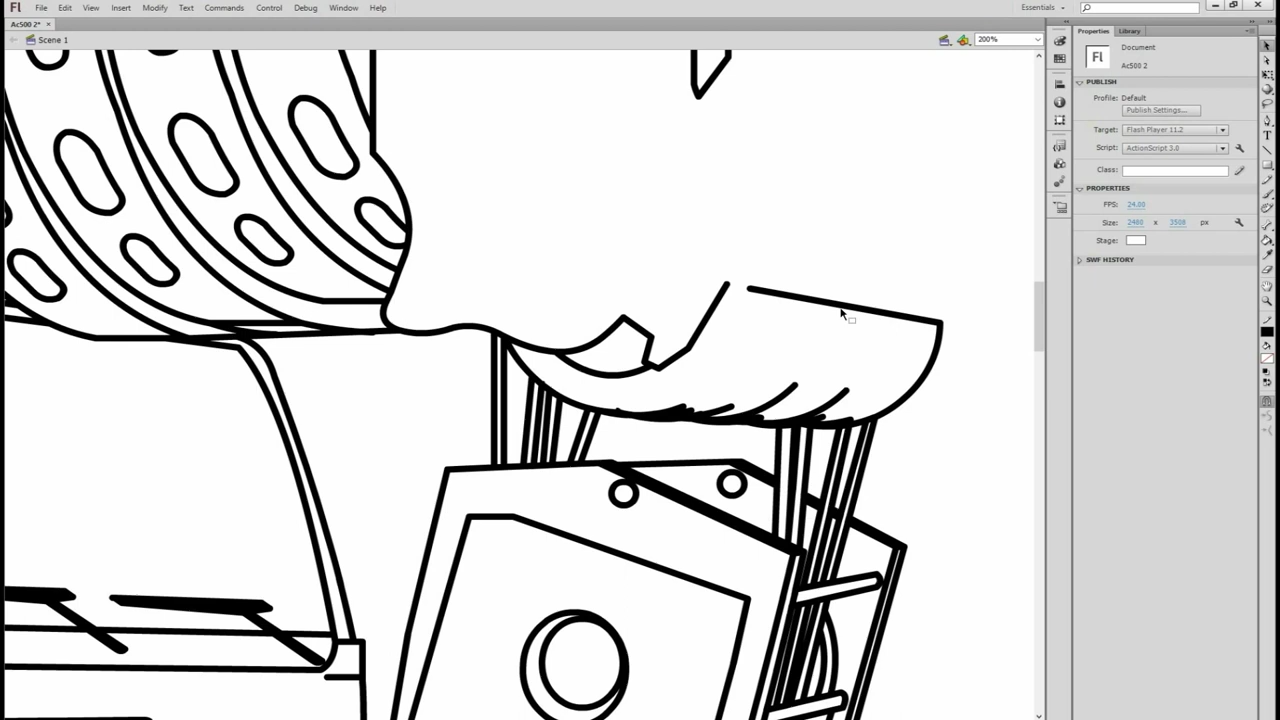 Fl File Edit View Insert Modify Text Commands Control Debug Window Help Essentials
Ac500 2* ×
Scene 1 200%
Properties Library
Fl Document
Ac500 2
PUBLISH
Profile: Default
Publish Settings...
Target: Flash Player 11.2
Script: ActionScript 3.0
Class:
PROPERTIES
FPS: 24.00
Size: 2480 x 3508 px
Stage:
SWF HISTORY